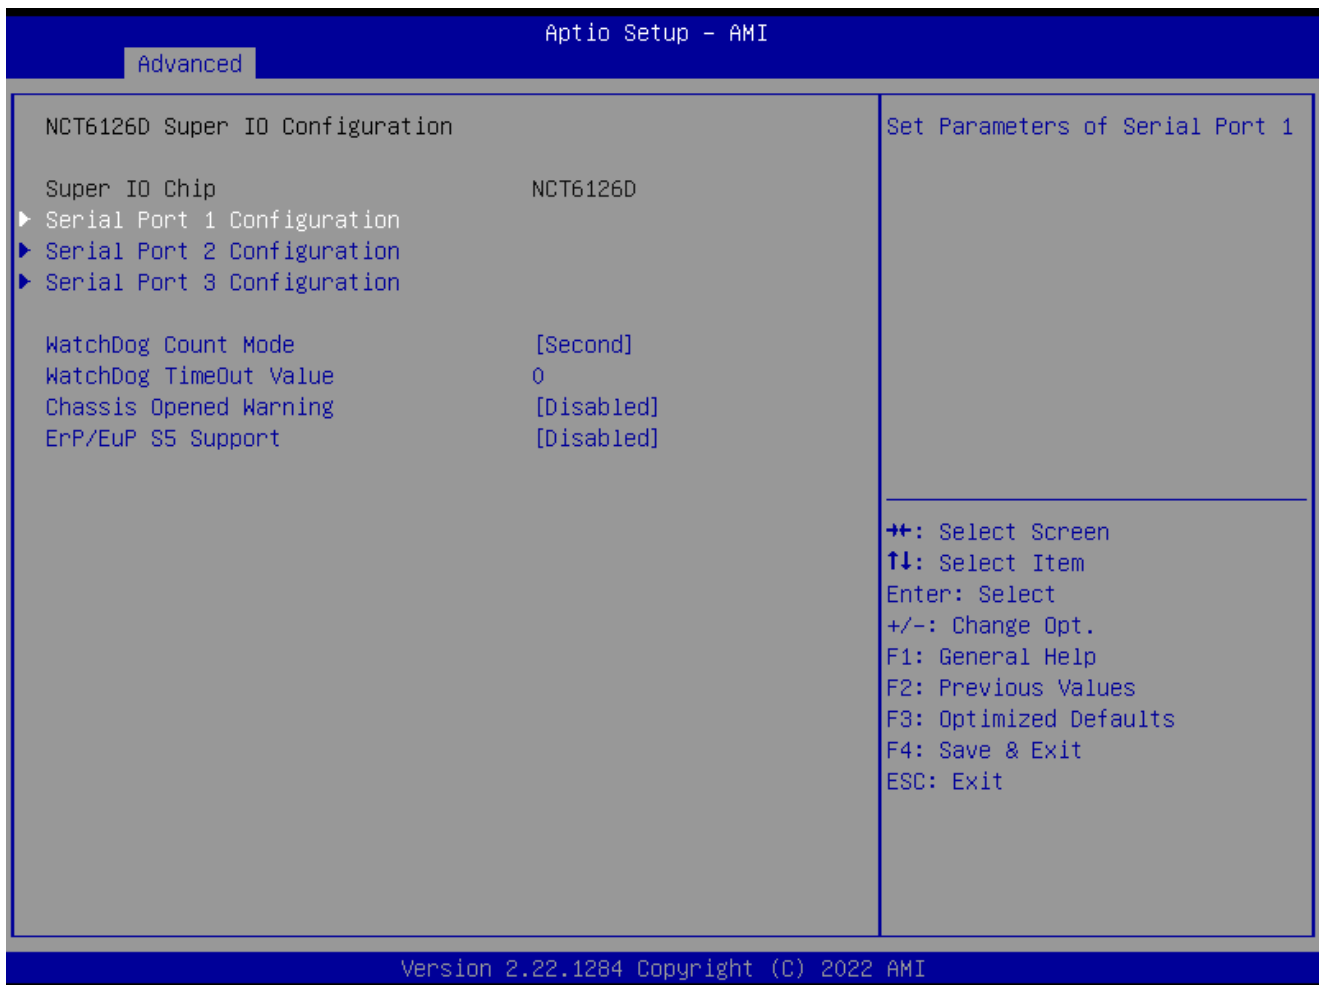 Aptio Setup – AMI
Advanced
NCT6126D Super IO Configuration
Super IO Chip NCT6126D
▶ Serial Port 1 Configuration
▶ Serial Port 2 Configuration
▶ Serial Port 3 Configuration
WatchDog Count Mode [Second]
WatchDog TimeOut Value 0
Chassis Opened Warning [Disabled]
ErP/EuP S5 Support [Disabled]
Set Parameters of Serial Port 1
→←: Select Screen
↑↓: Select Item
Enter: Select
+/-: Change Opt.
F1: General Help
F2: Previous Values
F3: Optimized Defaults
F4: Save & Exit
ESC: Exit
Version 2.22.1284 Copyright (C) 2022 AMI